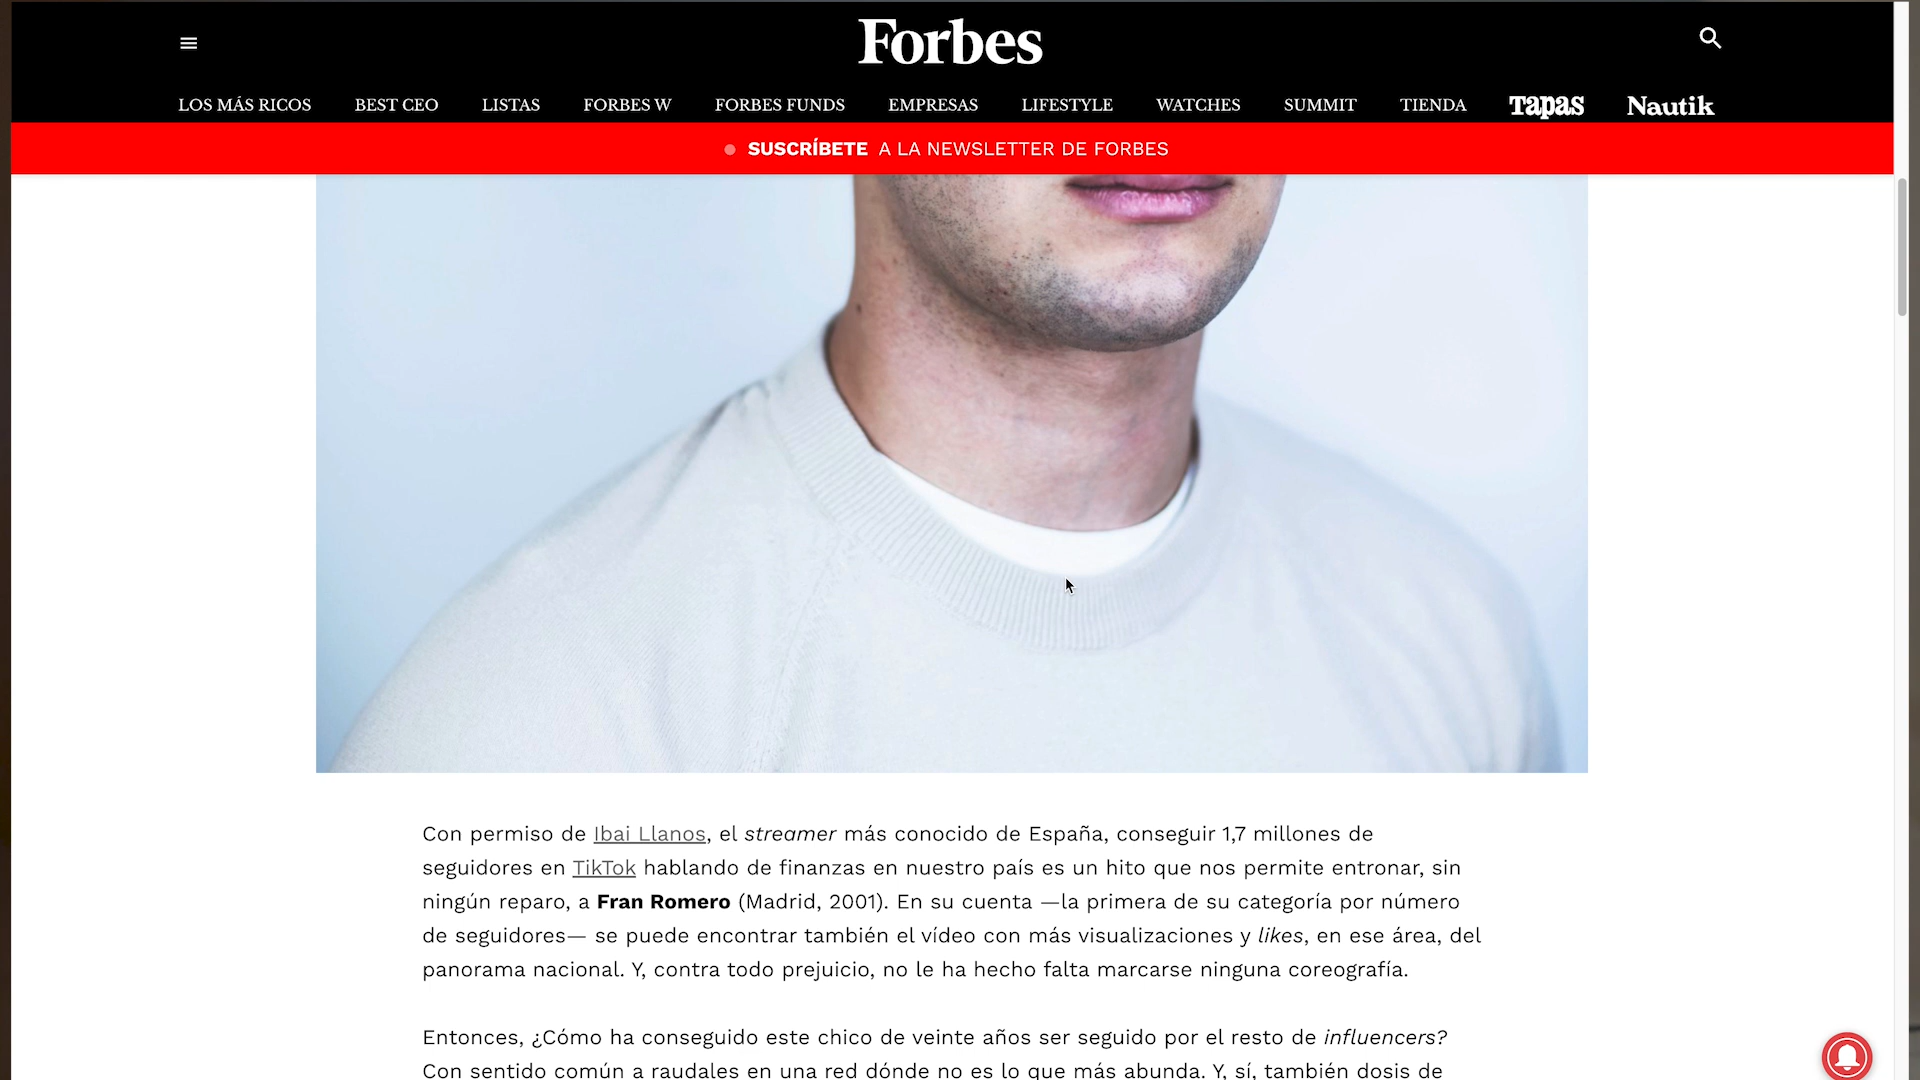 Forbes
LOS MÁS RICOS BEST CEO LISTAS FORBES W FORBES FUNDS EMPRESAS LIFESTYLE WATCHES SUMMIT TIENDA Tapas Nautik
SUSCRÍBETE A LA NEWSLETTER DE FORBES
Con permiso de Ibai Llanos, el streamer más conocido de España, conseguir 1,7 millones de
seguidores en TikTok hablando de finanzas en nuestro país es un hito que nos permite entronar, sin
ningún reparo, a Fran Romero (Madrid, 2001). En su cuenta —la primera de su categoría por número
de seguidores— se puede encontrar también el vídeo con más visualizaciones y likes, en ese área, del
panorama nacional. Y, contra todo prejuicio, no le ha hecho falta marcarse ninguna coreografía.
Entonces, ¿Cómo ha conseguido este chico de veinte años ser seguido por el resto de influencers?
Con sentido común a raudales en una red dónde no es lo que más abunda. Y, sí, también dosis de